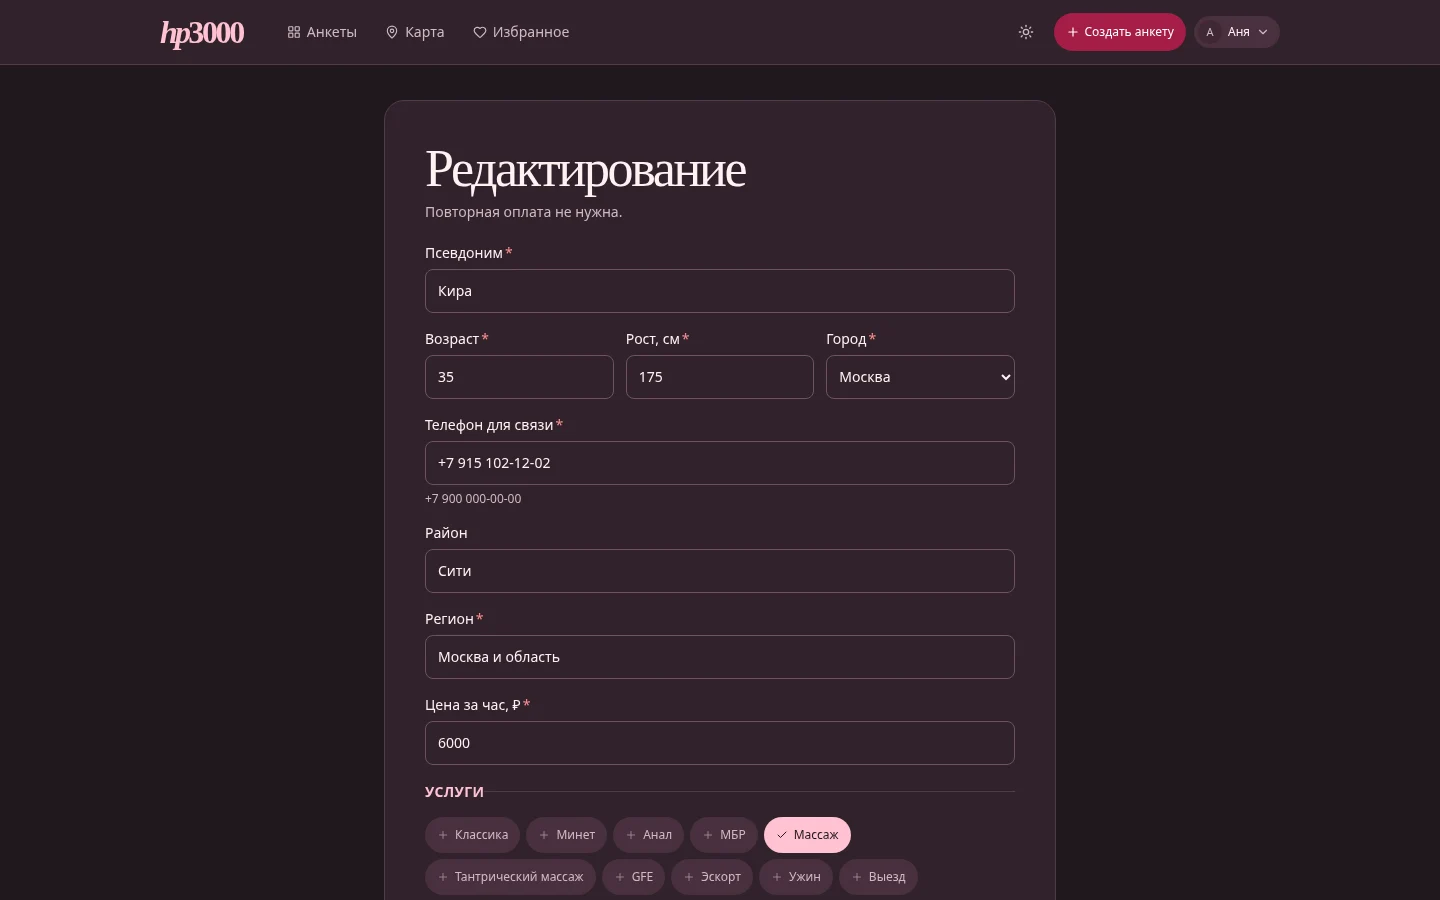 hp3000 Анкеты Карта Избранное Создать анкету А Аня
Редактирование
Повторная оплата не нужна.
Псевдоним *
Кира
Возраст * Рост, см * Город *
35 175 Москва
Телефон для связи *
+7 915 102-12-02
+7 900 000-00-00
Район
Сити
Регион *
Москва и область
Цена за час, ₽ *
6000
УСЛУГИ
Классика Минет Анал МБР Массаж
Тантрический массаж GFE Эскорт Ужин Выезд